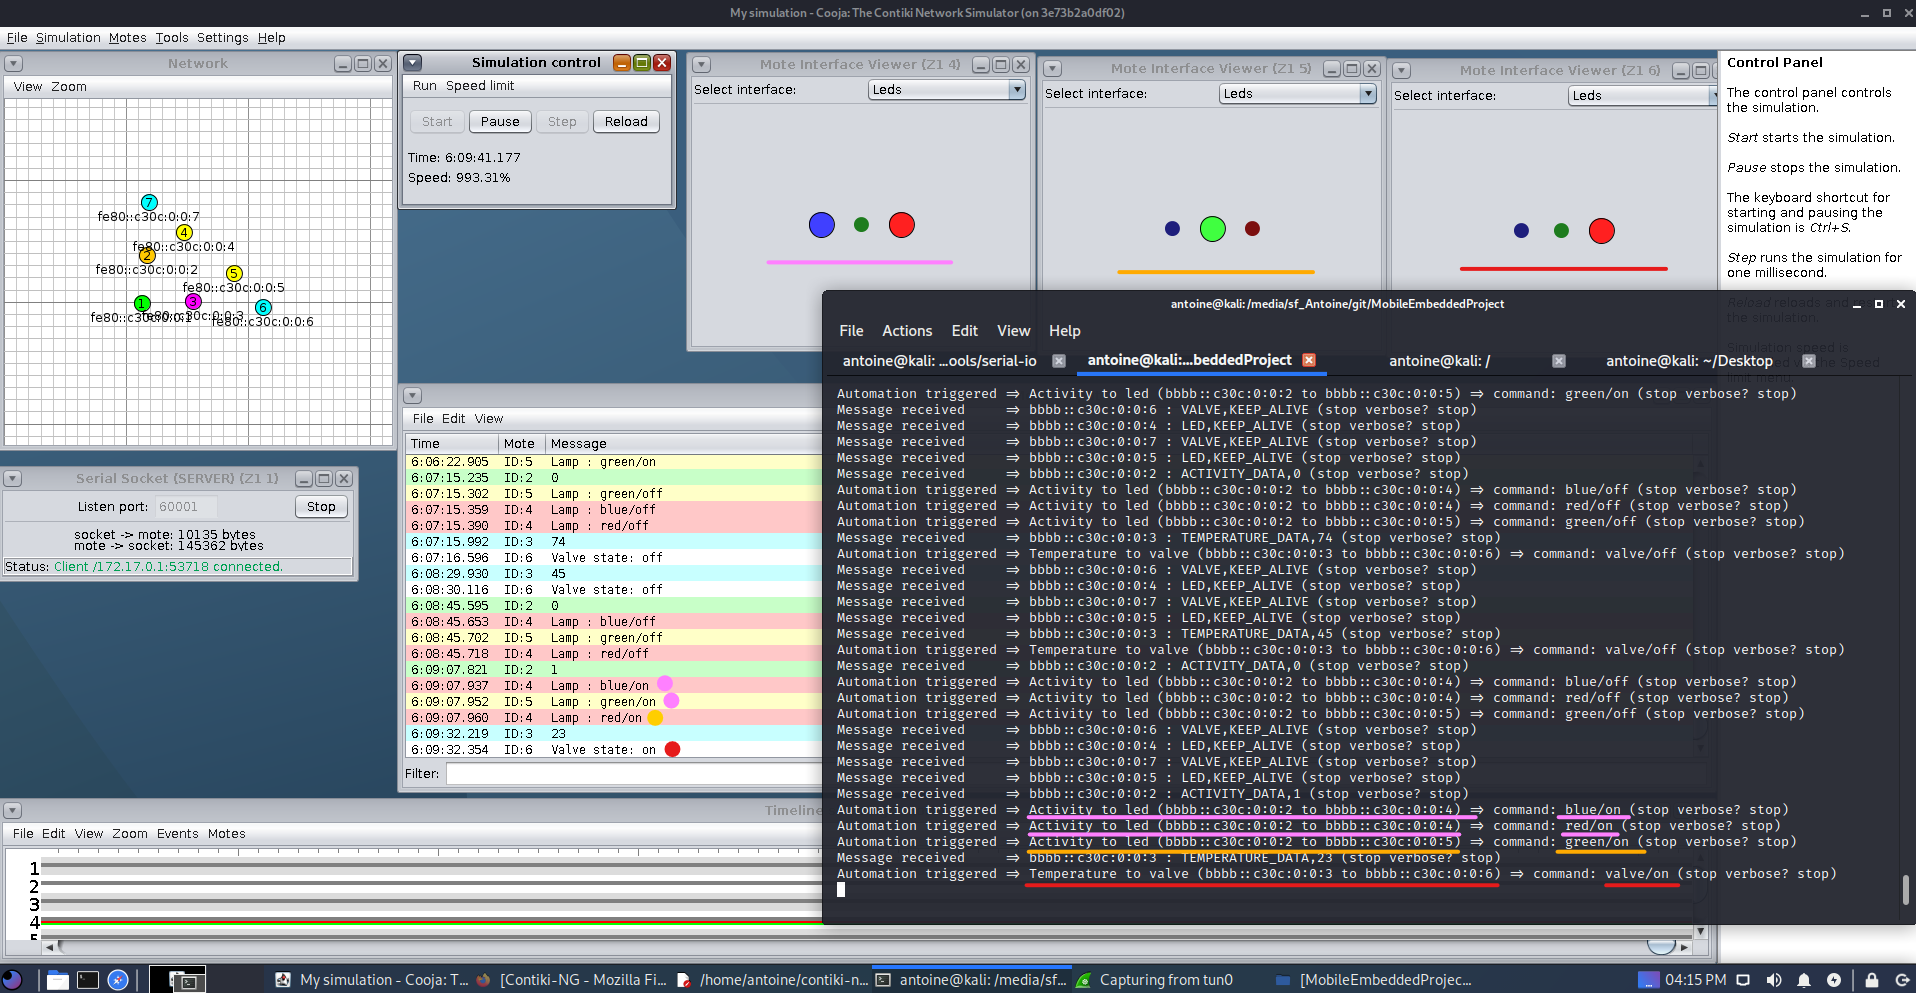 My simulation - Cooja: The Contiki Network Simulator (on 3e73b2a0df02)
File Simulation Motes Tools Settings Help
Network
View Zoom
7
fe80::c30c:0:0:7
4
fe80::c30c:0:0:4
2
fe80::c30c:0:0:2
5
fe80::c30c:0:0:5
1
3
6
fe80::c30c:0:0:6
Simulation control
Run Speed limit
Start Pause Step Reload
Time: 6:09:41.177
Speed: 993.31%
Mote Interface Viewer (Z1 4)
Select interface: Leds
Mote Interface Viewer (Z1 5)
Select interface: Leds
Mote Interface Viewer (Z1 6)
Select interface: Leds
Control Panel
The control panel controls
the simulation.
Start starts the simulation.
Pause stops the simulation.
The keyboard shortcut for
starting and pausing the
simulation is Ctrl+S.
Step runs the simulation for
one millisecond.
Serial Socket (SERVER) (Z1 1)
Listen port: 60001 Stop
socket -> mote: 10135 bytes
mote -> socket: 145362 bytes
Status: Client /172.17.0.1:53718 connected.
File Edit View
Time Mote Message
6:06:22.905 ID:5 Lamp : green/on
6:07:15.235 ID:2 0
6:07:15.302 ID:5 Lamp : green/off
6:07:15.359 ID:4 Lamp : blue/off
6:07:15.390 ID:4 Lamp : red/off
6:07:15.992 ID:3 74
6:07:16.596 ID:6 Valve state: off
6:08:29.930 ID:3 45
6:08:30.116 ID:6 Valve state: off
6:08:45.595 ID:2 0
6:08:45.653 ID:4 Lamp : blue/off
6:08:45.702 ID:5 Lamp : green/off
6:08:45.718 ID:4 Lamp : red/off
6:09:07.821 ID:2 1
6:09:07.937 ID:4 Lamp : blue/on
6:09:07.952 ID:5 Lamp : green/on
6:09:07.960 ID:4 Lamp : red/on
6:09:32.219 ID:3 23
6:09:32.354 ID:6 Valve state: on
Filter:
Timeline
File Edit View Zoom Events Motes
1
2
3
4
5
antoine@kali: /media/sf_Antoine/git/MobileEmbeddedProject
File Actions Edit View Help
antoine@kali: ...ools/serial-io antoine@kali:...beddedProject antoine@kali: / antoine@kali: ~/Desktop
Automation triggered ⇒ Activity to led (bbbb::c30c:0:0:2 to bbbb::c30c:0:0:5) ⇒ command: green/on (stop verbose? stop)
Message received ⇒ bbbb::c30c:0:0:6 : VALVE,KEEP_ALIVE (stop verbose? stop)
Message received ⇒ bbbb::c30c:0:0:4 : LED,KEEP_ALIVE (stop verbose? stop)
Message received ⇒ bbbb::c30c:0:0:7 : VALVE,KEEP_ALIVE (stop verbose? stop)
Message received ⇒ bbbb::c30c:0:0:5 : LED,KEEP_ALIVE (stop verbose? stop)
Message received ⇒ bbbb::c30c:0:0:2 : ACTIVITY_DATA,0 (stop verbose? stop)
Automation triggered ⇒ Activity to led (bbbb::c30c:0:0:2 to bbbb::c30c:0:0:4) ⇒ command: blue/off (stop verbose? stop)
Automation triggered ⇒ Activity to led (bbbb::c30c:0:0:2 to bbbb::c30c:0:0:4) ⇒ command: red/off (stop verbose? stop)
Automation triggered ⇒ Activity to led (bbbb::c30c:0:0:2 to bbbb::c30c:0:0:5) ⇒ command: green/off (stop verbose? stop)
Message received ⇒ bbbb::c30c:0:0:3 : TEMPERATURE_DATA,74 (stop verbose? stop)
Automation triggered ⇒ Temperature to valve (bbbb::c30c:0:0:3 to bbbb::c30c:0:0:6) ⇒ command: valve/off (stop verbose? stop)
Message received ⇒ bbbb::c30c:0:0:6 : VALVE,KEEP_ALIVE (stop verbose? stop)
Message received ⇒ bbbb::c30c:0:0:4 : LED,KEEP_ALIVE (stop verbose? stop)
Message received ⇒ bbbb::c30c:0:0:7 : VALVE,KEEP_ALIVE (stop verbose? stop)
Message received ⇒ bbbb::c30c:0:0:5 : LED,KEEP_ALIVE (stop verbose? stop)
Message received ⇒ bbbb::c30c:0:0:3 : TEMPERATURE_DATA,45 (stop verbose? stop)
Automation triggered ⇒ Temperature to valve (bbbb::c30c:0:0:3 to bbbb::c30c:0:0:6) ⇒ command: valve/off (stop verbose? stop)
Message received ⇒ bbbb::c30c:0:0:2 : ACTIVITY_DATA,0 (stop verbose? stop)
Automation triggered ⇒ Activity to led (bbbb::c30c:0:0:2 to bbbb::c30c:0:0:4) ⇒ command: blue/off (stop verbose? stop)
Automation triggered ⇒ Activity to led (bbbb::c30c:0:0:2 to bbbb::c30c:0:0:4) ⇒ command: red/off (stop verbose? stop)
Automation triggered ⇒ Activity to led (bbbb::c30c:0:0:2 to bbbb::c30c:0:0:5) ⇒ command: green/off (stop verbose? stop)
Message received ⇒ bbbb::c30c:0:0:6 : VALVE,KEEP_ALIVE (stop verbose? stop)
Message received ⇒ bbbb::c30c:0:0:4 : LED,KEEP_ALIVE (stop verbose? stop)
Message received ⇒ bbbb::c30c:0:0:7 : VALVE,KEEP_ALIVE (stop verbose? stop)
Message received ⇒ bbbb::c30c:0:0:5 : LED,KEEP_ALIVE (stop verbose? stop)
Message received ⇒ bbbb::c30c:0:0:2 : ACTIVITY_DATA,1 (stop verbose? stop)
Automation triggered ⇒ Activity to led (bbbb::c30c:0:0:2 to bbbb::c30c:0:0:4) ⇒ command: blue/on (stop verbose? stop)
Automation triggered ⇒ Activity to led (bbbb::c30c:0:0:2 to bbbb::c30c:0:0:4) ⇒ command: red/on (stop verbose? stop)
Automation triggered ⇒ Activity to led (bbbb::c30c:0:0:2 to bbbb::c30c:0:0:5) ⇒ command: green/on (stop verbose? stop)
Message received ⇒ bbbb::c30c:0:0:3 : TEMPERATURE_DATA,23 (stop verbose? stop)
Automation triggered ⇒ Temperature to valve (bbbb::c30c:0:0:3 to bbbb::c30c:0:0:6) ⇒ command: valve/on (stop verbose? stop)
My simulation - Cooja: T... [Contiki-NG - Mozilla Fi... /home/antoine/contiki-n... antoine@kali: /media/sf... Capturing from tun0 [MobileEmbeddedProjec... 04:15 PM